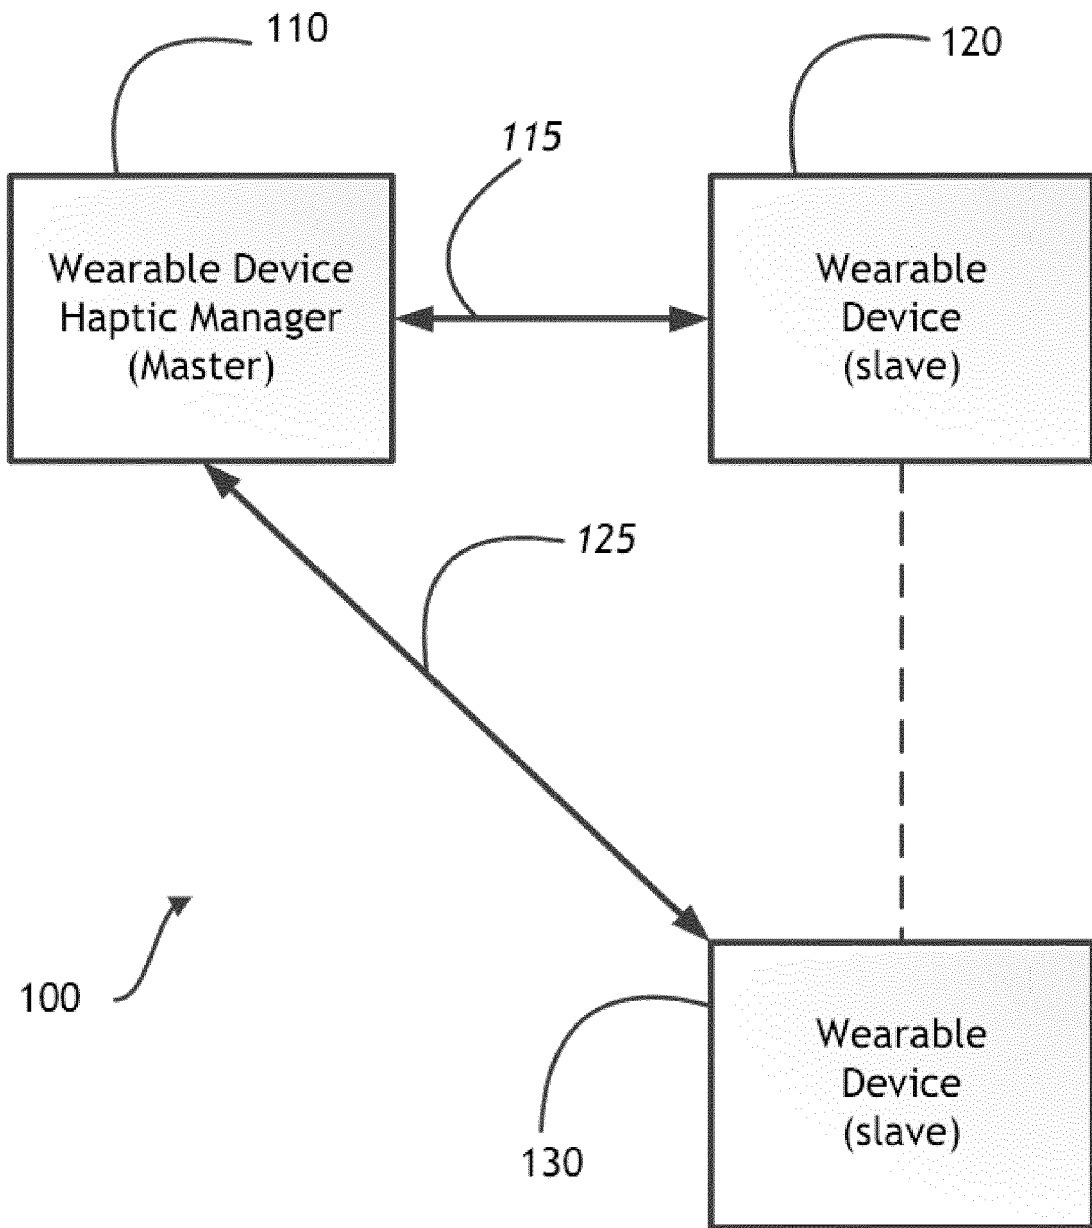 110
120
115
Wearable Device
Haptic Manager
(Master)
Wearable
Device
(slave)
125
100
Wearable
Device
(slave)
130